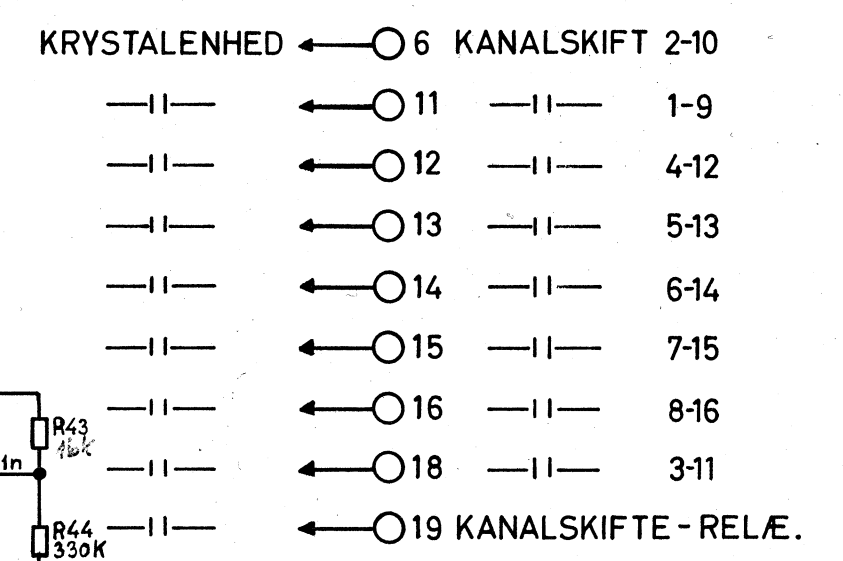 KRYSTALENHED 6 KANALSKIFT 2-10
—||— 11 —||— 1-9
—||— 12 —||— 4-12
—||— 13 —||— 5-13
—||— 14 —||— 6-14
—||— 15 —||— 7-15
—||— 16 —||— 8-16
—||— 18 —||— 3-11
—||— 19 KANALSKIFTE-RELÆ.
R43
1n
R44
330K